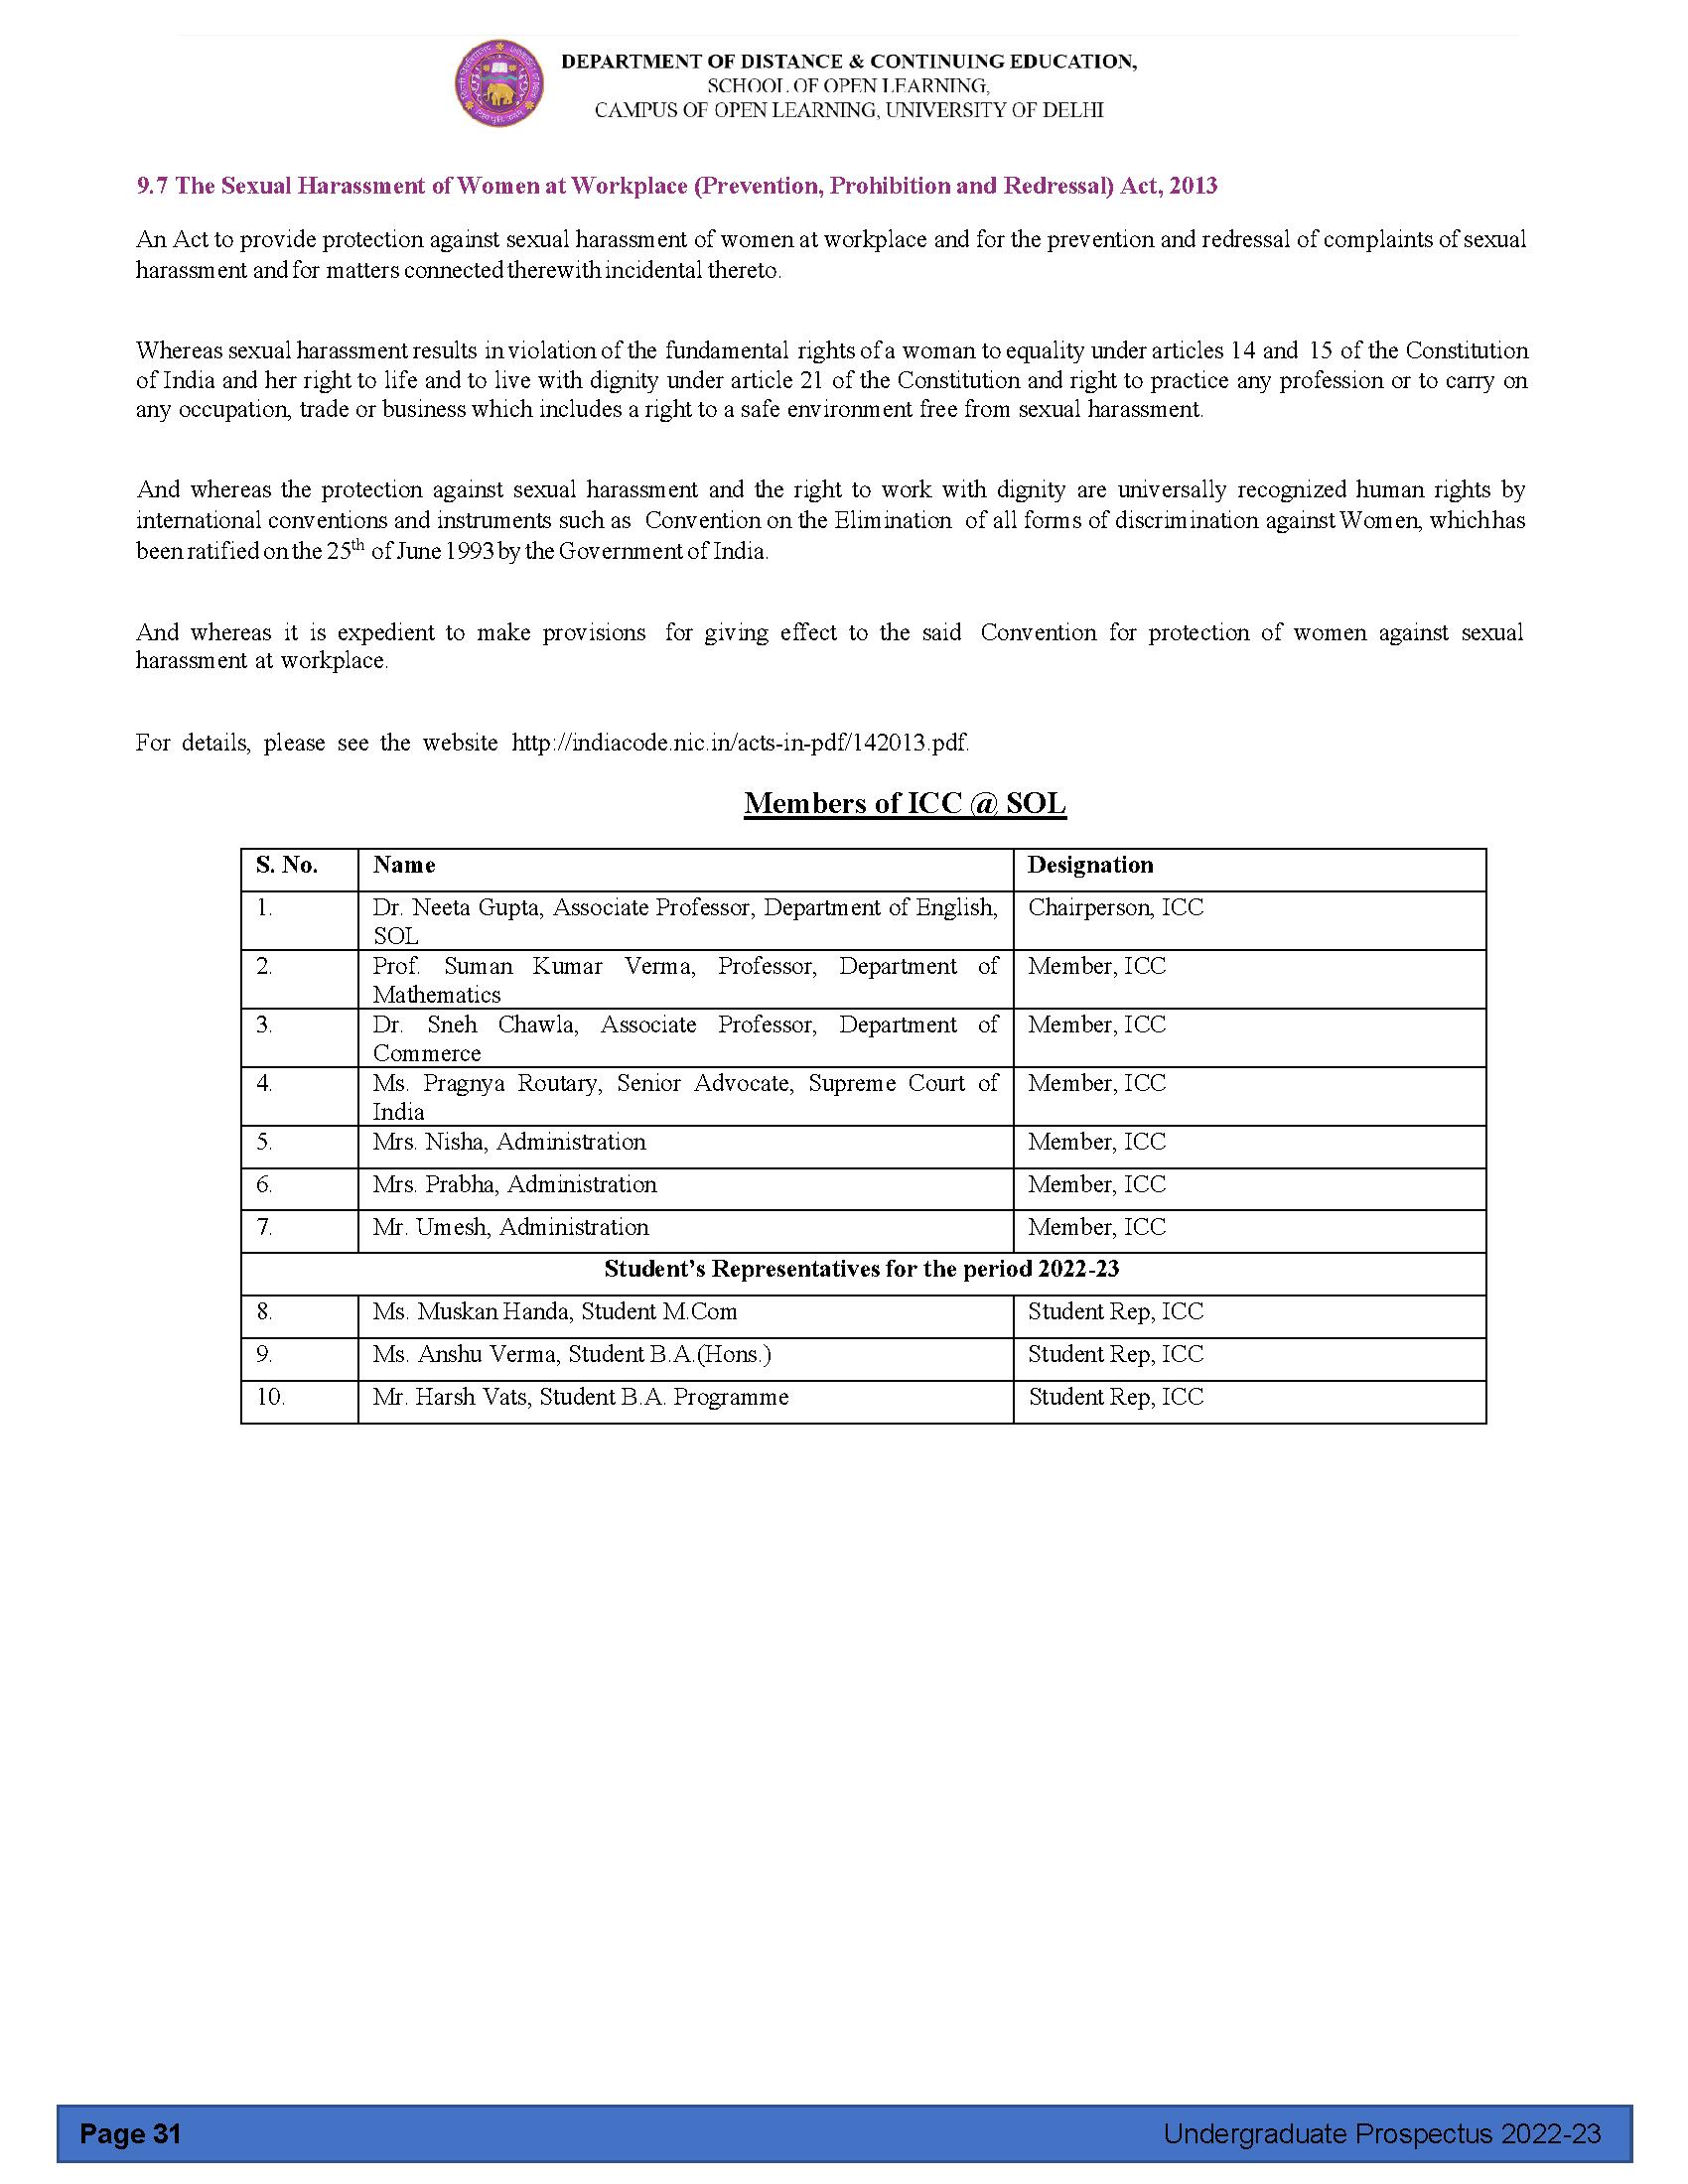 DEPARTMENT OF DISTANCE & CONTINUING EDUCATION,
SCHOOL OF OPEN LEARNING,
CAMPUS OF OPEN LEARNING, UNIVERSITY OF DELHI
9.7 The Sexual Harassment of Women at Workplace (Prevention, Prohibition and Redressal) Act, 2013
An Act to provide protection against sexual harassment of women at workplace and for the prevention and redressal of complaints of sexual
harassment and for matters connected therewith incidental thereto.
Whereas sexual harassment results in violation of the fundamental rights of a woman to equality under articles 14 and 15 of the Constitution
of India and her right to life and to live with dignity under article 21 of the Constitution and right to practice any profession or to carry on
any occupation, trade or business which includes a right to a safe environment free from sexual harassment.
And whereas the protection against sexual harassment and the right to work with dignity are universally recognized human rights by
international conventions and instruments such as Convention on the Elimination of all forms of discrimination against Women, which has
been ratified on the 25th of June 1993 by the Government of India.
And whereas it is expedient to make provisions for giving effect to the said Convention for protection of women against sexual
harassment at workplace.
For details, please see the website http://indiacode.nic.in/acts-in-pdf/142013.pdf.
Members of ICC @ SOL
S. No. Name Designation
1. Dr. Neeta Gupta, Associate Professor, Department of English, Chairperson, ICC
SOL
2. Prof. Suman Kumar Verma, Professor, Department of Member, ICC
Mathematics
3. Dr. Sneh Chawla, Associate Professor, Department of Member, ICC
Commerce
4. Ms. Pragnya Routary, Senior Advocate, Supreme Court of Member, ICC
India
5. Mrs. Nisha, Administration Member, ICC
6. Mrs. Prabha, Administration Member, ICC
7. Mr. Umesh, Administration Member, ICC
Student’s Representatives for the period 2022-23
8. Ms. Muskan Handa, Student M.Com Student Rep, ICC
9. Ms. Anshu Verma, Student B.A.(Hons.) Student Rep, ICC
10. Mr. Harsh Vats, Student B.A. Programme Student Rep, ICC
Page 31 Undergraduate Prospectus 2022-23